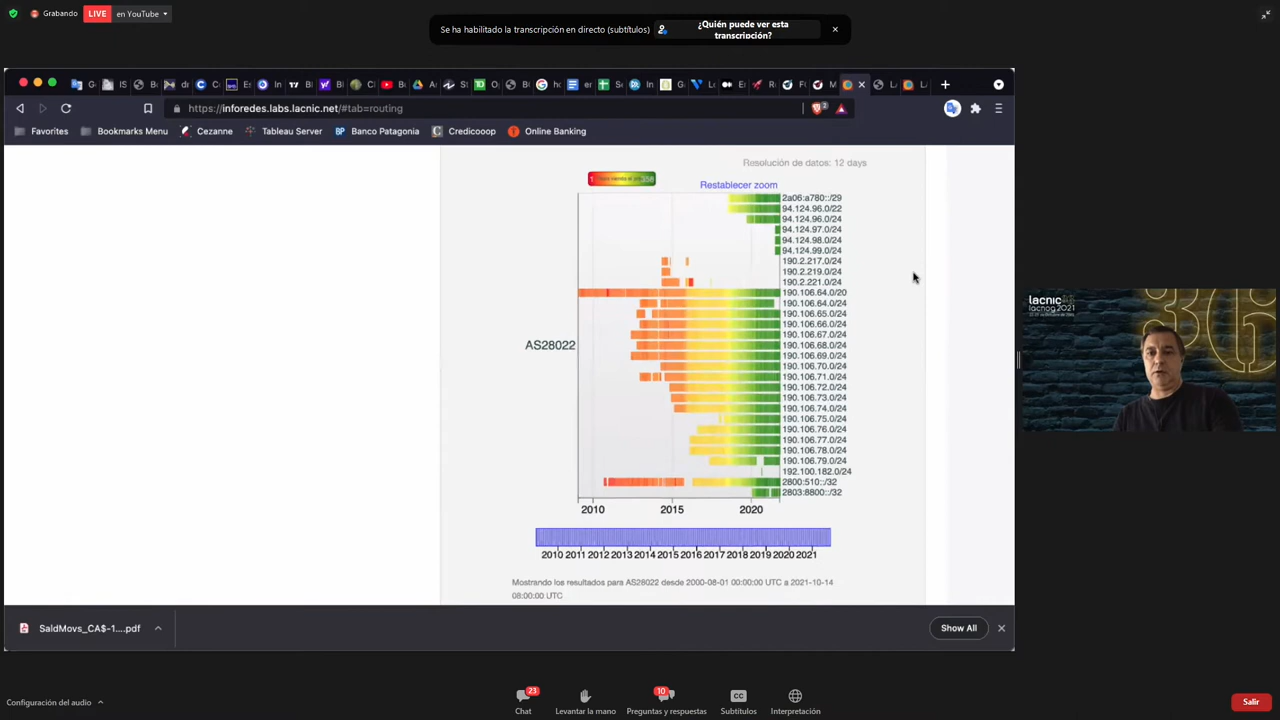 Grabando
LIVE
en YouTube
Se ha habilitado la transcripción en directo (subtítulos)
¿Quién puede ver esta
transcripción?
https://inforedes.labs.lacnic.net/#tab=routing
Favorites
Bookmarks Menu
Cezanne
Tableau Server
BP
Banco Patagonia
Credicooop
Online Banking
Resolución de datos: 12 days
Restablecer zoom
2a06:a780::/29
94.124.96.0/22
94.124.96.0/24
94.124.97.0/24
94.124.98.0/24
94.124.99.0/24
190.2.217.0/24
190.2.219.0/24
190.2.221.0/24
190.106.64.0/20
190.106.64.0/24
190.106.65.0/24
190.106.66.0/24
190.106.67.0/24
AS28022
190.106.68.0/24
190.106.69.0/24
190.106.70.0/24
190.106.71.0/24
190.106.72.0/24
190.106.73.0/24
190.106.74.0/24
190.106.75.0/24
190.106.76.0/24
190.106.77.0/24
190.106.78.0/24
190.106.79.0/24
192.100.182.0/24
2800:510::/32
2803:8800::/32
2010 2015 2020
2010 2011 2012 2013 2014 2015 2016 2017 2018 2019 2020 2021
Mostrando los resultados para AS28022 desde 2000-08-01 00:00:00 UTC a 2021-10-14
08:00:00 UTC
lacnic36
lacnog 2021
SaldMovs_CA$-1....pdf
Show All
23
Chat
Levantar la mano
10
Preguntas y respuestas
CC
Subtítulos
Interpretación
Configuración del audio
Salir